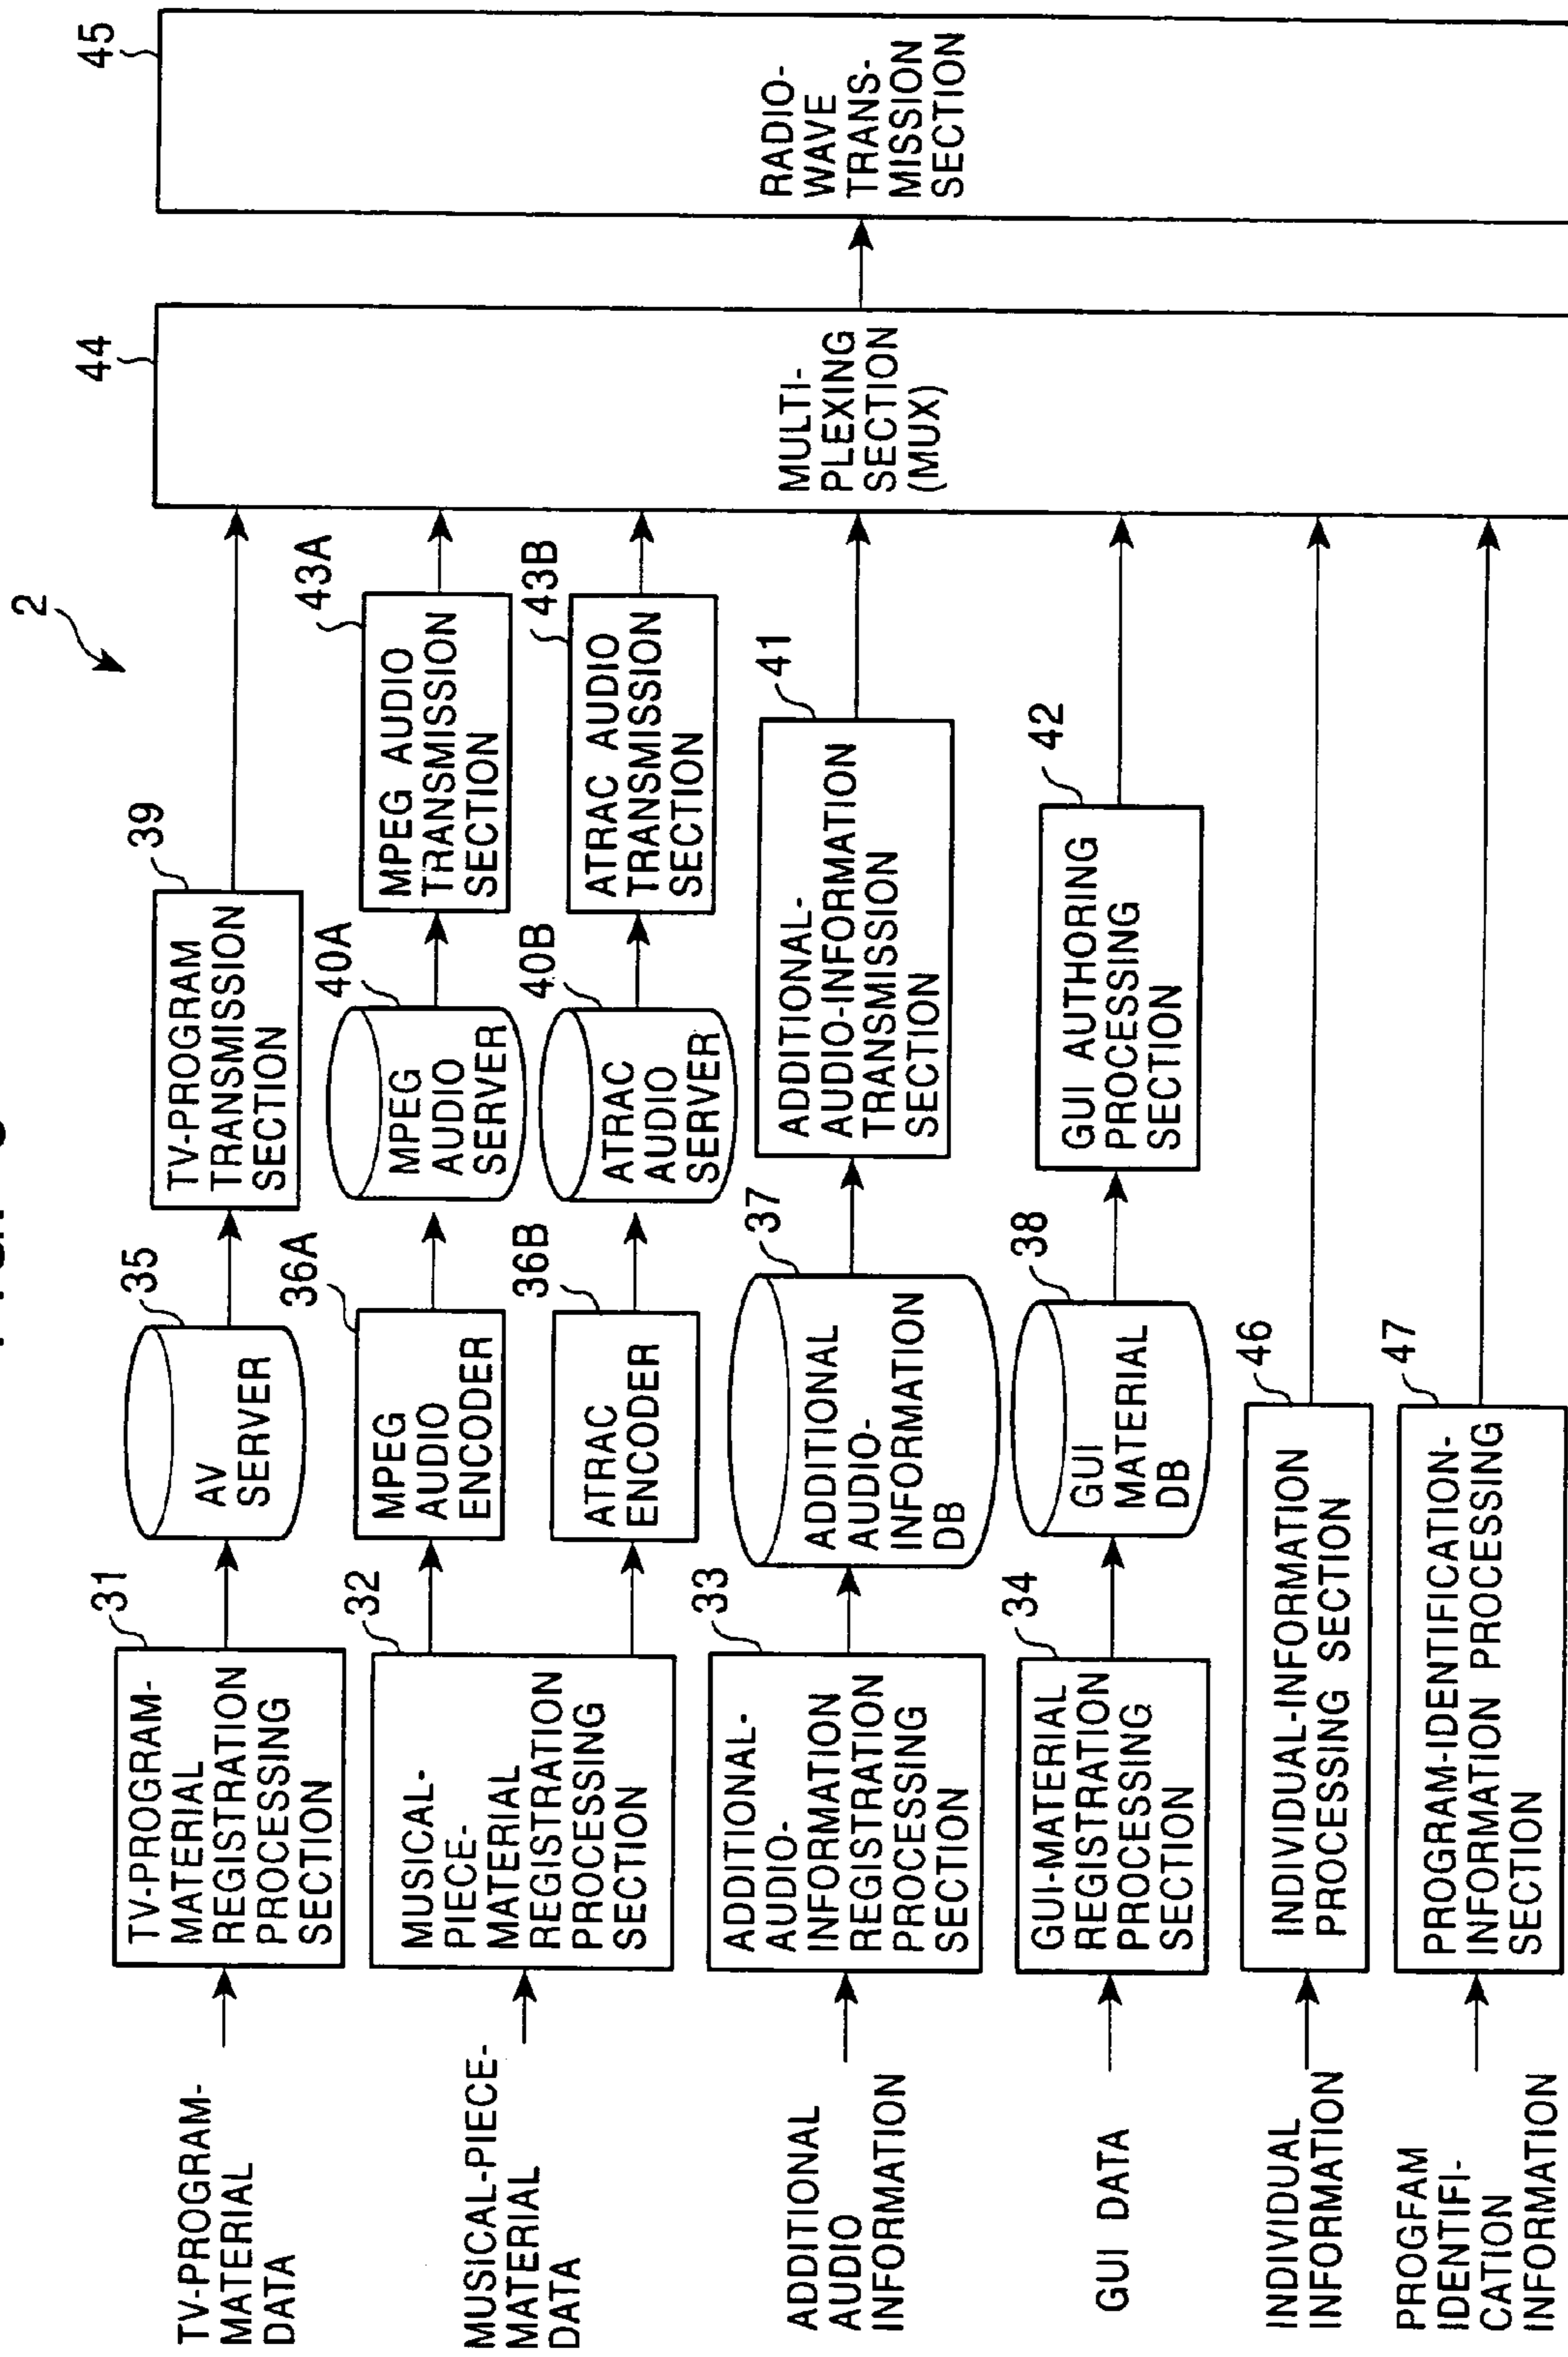 2
TV-PROGRAM-
MATERIAL
DATA
31
TV-PROGRAM-
MATERIAL
REGISTRATION
PROCESSING
SECTION
35
AV
SERVER
39
TV-PROGRAM
TRANSMISSION
SECTION
MUSICAL-PIECE-
MATERIAL
DATA
32
MUSICAL-
PIECE-
MATERIAL
REGISTRATION
PROCESSING
SECTION
36A
MPEG
AUDIO
ENCODER
40A
MPEG
AUDIO
SERVER
43A
MPEG AUDIO
TRANSMISSION
SECTION
36B
ATRAC
ENCODER
40B
ATRAC
AUDIO
SERVER
43B
ATRAC AUDIO
TRANSMISSION
SECTION
ADDITIONAL
AUDIO
INFORMATION
33
ADDITIONAL-
AUDIO-
INFORMATION
REGISTRATION
PROCESSING
SECTION
37
ADDITIONAL
AUDIO-
INFORMATION
DB
41
ADDITIONAL-
AUDIO-INFORMATION
TRANSMISSION
SECTION
GUI DATA
34
GUI-MATERIAL
REGISTRATION
PROCESSING
SECTION
38
GUI
MATERIAL
DB
42
GUI AUTHORING
PROCESSING
SECTION
INDIVIDUAL
INFORMATION
46
INDIVIDUAL-INFORMATION
PROCESSING SECTION
PROGFAM
IDENTIFI-
CATION
INFORMATION
47
PROGRAM-IDENTIFICATION-
INFORMATION PROCESSING
SECTION
44
MULTI-
PLEXING
SECTION
(MUX)
45
RADIO-
WAVE
TRANS-
MISSION
SECTION